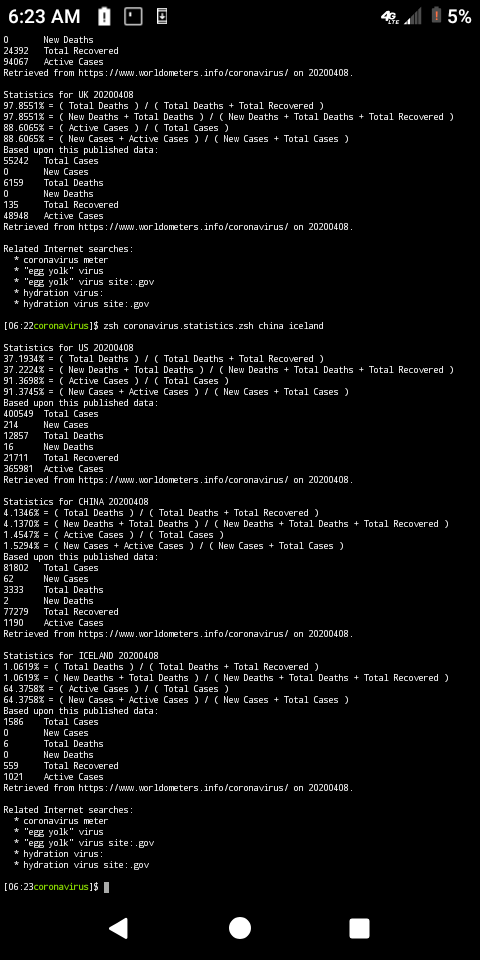 6:23 AM 4G LTE 5%
0 New Deaths
24392 Total Recovered
94067 Active Cases
Retrieved from https://www.worldometers.info/coronavirus/ on 20200408.
Statistics for UK 20200408
97.8551% = ( Total Deaths ) / ( Total Deaths + Total Recovered )
97.8551% = ( New Deaths + Total Deaths ) / ( New Deaths + Total Deaths + Total Recovered )
88.6065% = ( Active Cases ) / ( Total Cases )
88.6065% = ( New Cases + Active Cases ) / ( New Cases + Total Cases )
Based upon this published data:
55242 Total Cases
0 New Cases
6159 Total Deaths
0 New Deaths
135 Total Recovered
48948 Active Cases
Retrieved from https://www.worldometers.info/coronavirus/ on 20200408.
Related Internet searches:
* coronavirus meter
* "egg yolk" virus
* "egg yolk" virus site:.gov
* hydration virus:
* hydration virus site:.gov
[06:22coronavirus]$ zsh coronavirus.statistics.zsh china iceland
Statistics for US 20200408
37.1934% = ( Total Deaths ) / ( Total Deaths + Total Recovered )
37.2224% = ( New Deaths + Total Deaths ) / ( New Deaths + Total Deaths + Total Recovered )
91.3698% = ( Active Cases ) / ( Total Cases )
91.3745% = ( New Cases + Active Cases ) / ( New Cases + Total Cases )
Based upon this published data:
400549 Total Cases
214 New Cases
12857 Total Deaths
16 New Deaths
21711 Total Recovered
365981 Active Cases
Retrieved from https://www.worldometers.info/coronavirus/ on 20200408.
Statistics for CHINA 20200408
4.1346% = ( Total Deaths ) / ( Total Deaths + Total Recovered )
4.1370% = ( New Deaths + Total Deaths ) / ( New Deaths + Total Deaths + Total Recovered )
1.4547% = ( Active Cases ) / ( Total Cases )
1.5294% = ( New Cases + Active Cases ) / ( New Cases + Total Cases )
Based upon this published data:
81802 Total Cases
62 New Cases
3333 Total Deaths
2 New Deaths
77279 Total Recovered
1190 Active Cases
Retrieved from https://www.worldometers.info/coronavirus/ on 20200408.
Statistics for ICELAND 20200408
1.0619% = ( Total Deaths ) / ( Total Deaths + Total Recovered )
1.0619% = ( New Deaths + Total Deaths ) / ( New Deaths + Total Deaths + Total Recovered )
64.3758% = ( Active Cases ) / ( Total Cases )
64.3758% = ( New Cases + Active Cases ) / ( New Cases + Total Cases )
Based upon this published data:
1586 Total Cases
0 New Cases
6 Total Deaths
0 New Deaths
559 Total Recovered
1021 Active Cases
Retrieved from https://www.worldometers.info/coronavirus/ on 20200408.
Related Internet searches:
* coronavirus meter
* "egg yolk" virus
* "egg yolk" virus site:.gov
* hydration virus:
* hydration virus site:.gov
[06:23coronavirus]$